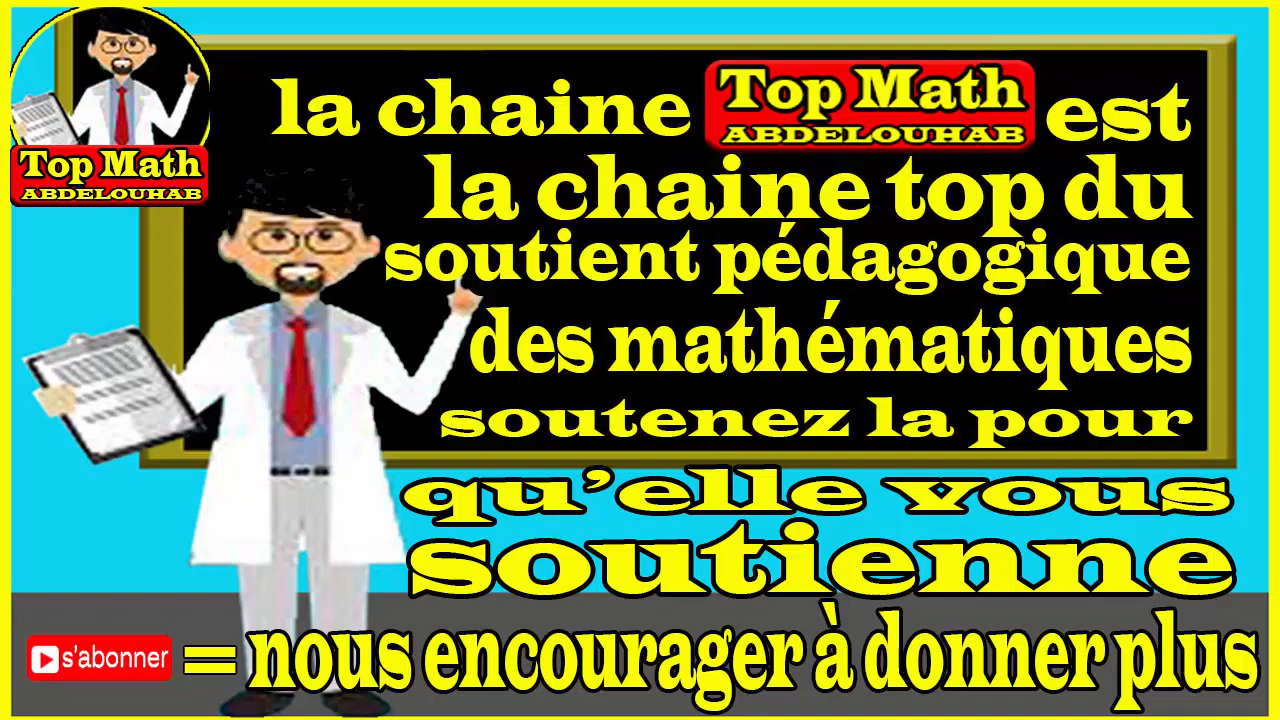 Top Math
ABDELOUHAB
la chaine Top Math est
ABDELOUHAB
la chaine top du
soutient pédagogique
des mathématiques
soutenez la pour
qu'elle vous
soutienne
s'abonner = nous encourager à donner plus